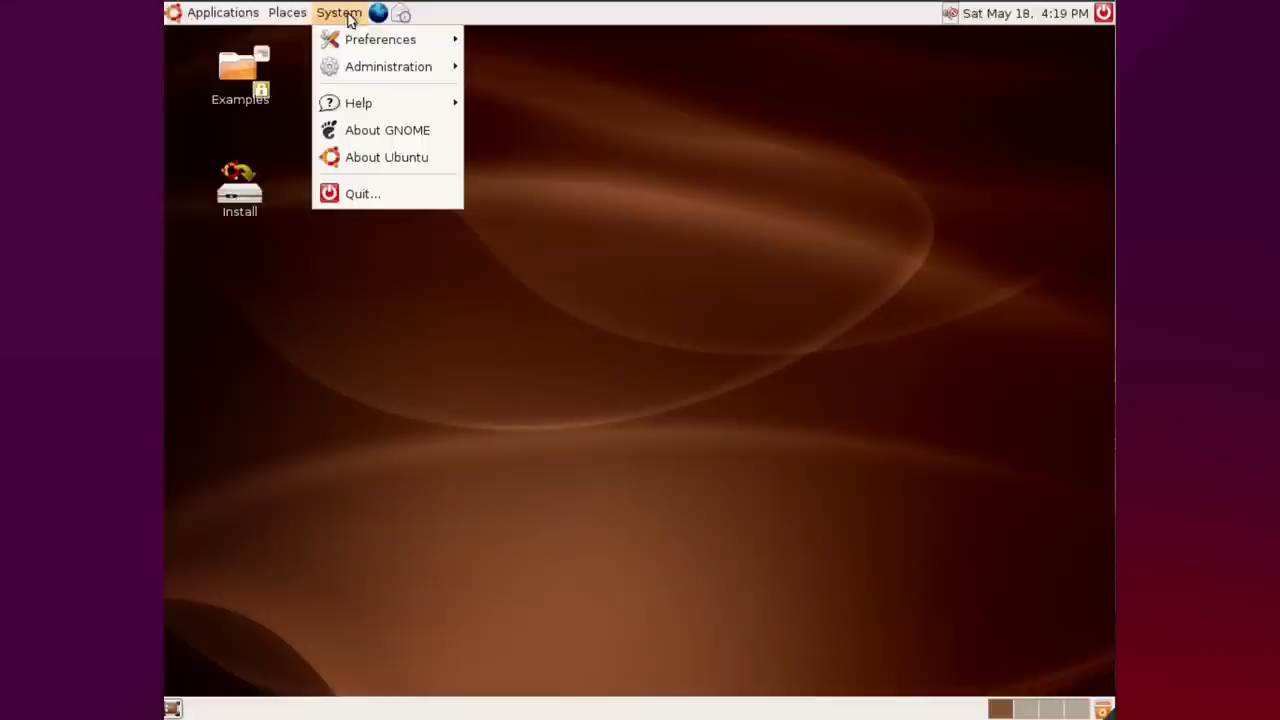 Applications Places System
Sat May 18, 4:19 PM
Preferences
Administration
Help
About GNOME
About Ubuntu
Quit...
Examples
Install